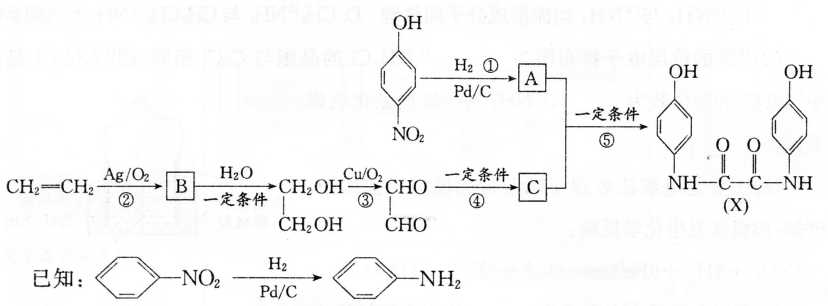 OH
NO₂
H₂ ①
Pd/C
A
一定条件
⑤
OH OH
O O
NH NH
(X)
CH₂=CH₂
Ag/O₂
②
B
H₂O
一定条件
CH₂OH
CH₂OH
Cu/O₂
③
CHO
CHO
一定条件
④
C
已知: NO₂ H₂ Pd/C NH₂